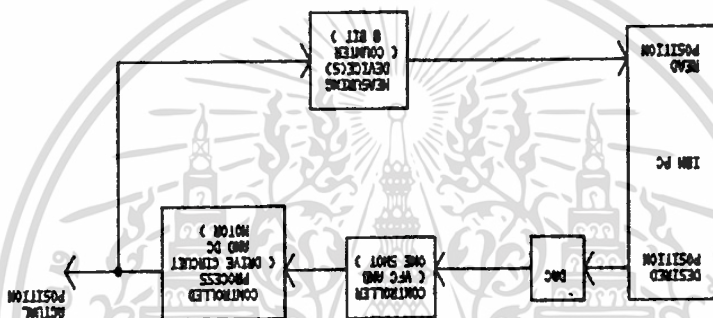 ACTUAL
POSITION
DESIRED
POSITION
DAC
CONTROLLER
( VFC AND
ONE SHOT )
CONTROLLED
PROCESS
( DRIVE CIRCUIT
AND DC
MOTOR )
IBM PC
READ
POSITION
MEASURING
DEVICE(S)
( COUNTER
8 BIT )